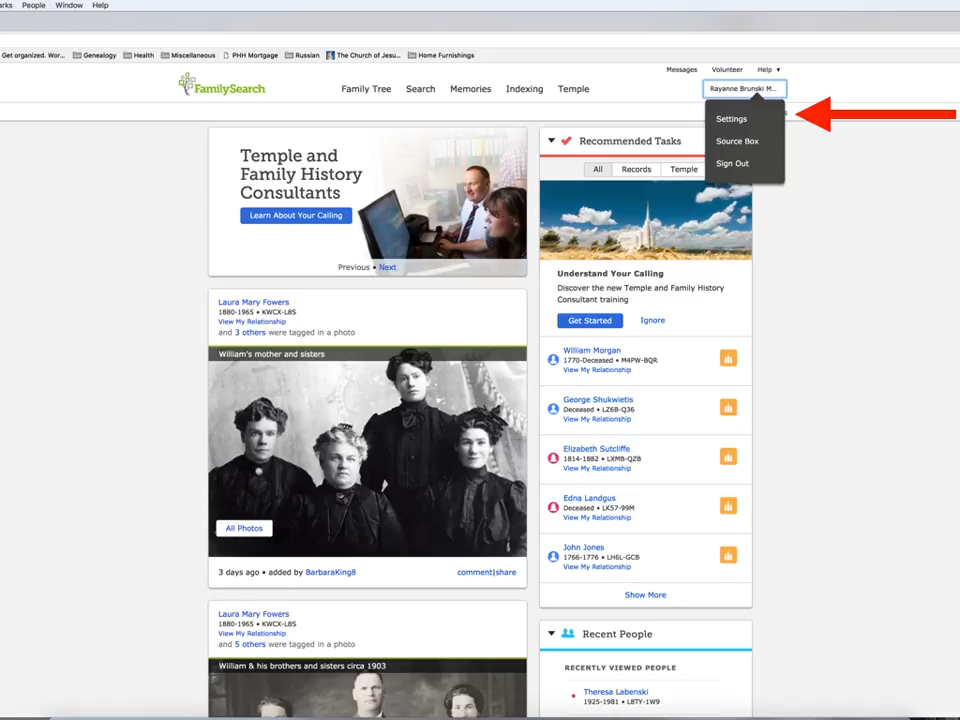 People Window Help
Get organized. Wor... Genealogy Health Miscellaneous PHH Mortgage Russian The Church of Jesu... Home Furnishings
Messages Volunteer Help
FamilySearch Family Tree Search Memories Indexing Temple Rayanne Brunski M...
Settings
Source Box
Sign Out
Temple and
Family History
Consultants
Learn About Your Calling
Previous • Next
Laura Mary Fowers
1880-1965 • KWCX-L8S
View My Relationship
and 3 others were tagged in a photo
William's mother and sisters
All Photos
3 days ago • added by BarbaraKing8 comment|share
Laura Mary Fowers
1880-1965 • KWCX-L8S
View My Relationship
and 5 others were tagged in a photo
William & his brothers and sisters circa 1903
Recommended Tasks
All Records Temple
Understand Your Calling
Discover the new Temple and Family History
Consultant training
Get Started Ignore
William Morgan
1770-Deceased • M4PW-BQR
View My Relationship
George Shukwietis
Deceased • LZ6B-Q36
View My Relationship
Elizabeth Sutcliffe
1814-1882 • LXMB-QZB
View My Relationship
Edna Landgus
Deceased • LK57-99M
View My Relationship
John Jones
1766-1776 • LH6L-GCB
View My Relationship
Show More
Recent People
RECENTLY VIEWED PEOPLE
Theresa Labenski
1925-1981 • L8TY-1W9